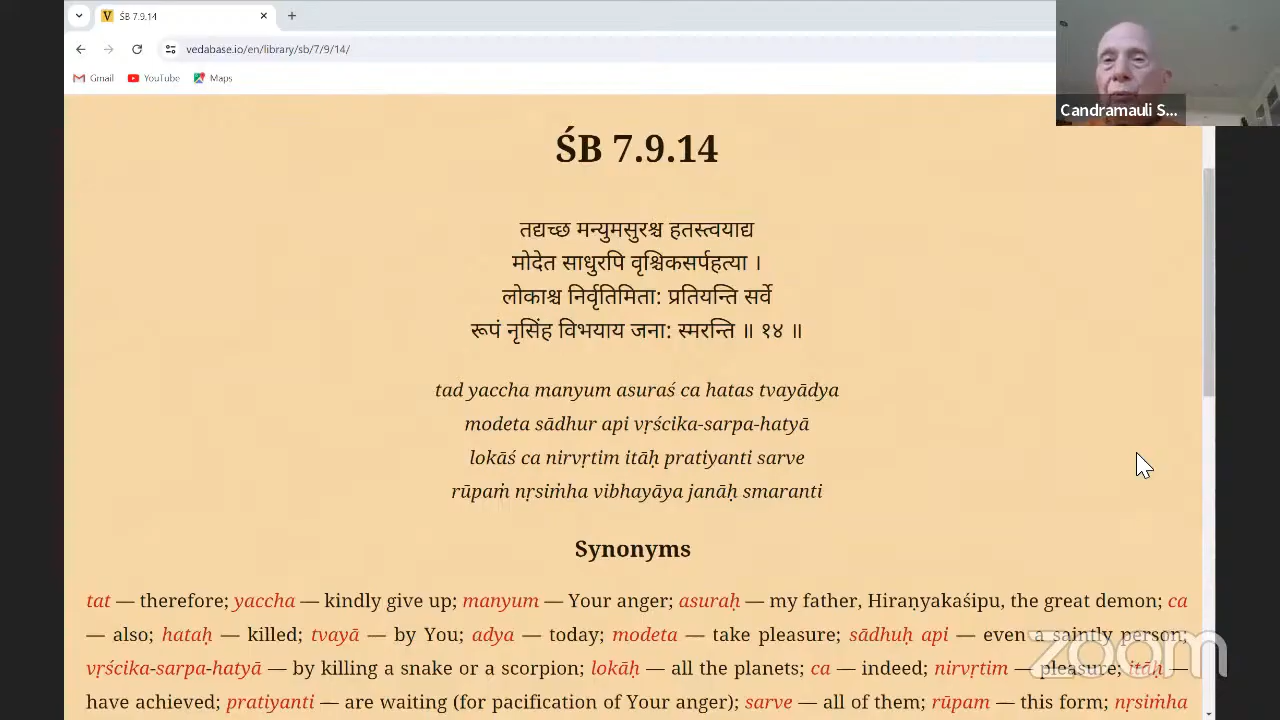 ŚB 7.9.14
vedabase.io/en/library/sb/7/9/14/
Gmail YouTube Maps
Candramauli S...
ŚB 7.9.14
तद्यच्छ मन्युमसुरश्च हतस्त्वयाद्य
मोदेत साधुरपि वृश्चिकसर्पहत्या ।
लोकाश्च निर्वृतिमिता: प्रतियन्ति सर्वे
रूपं नृसिंह विभयाय जना: स्मरन्ति ॥ १४ ॥
tad yaccha manyum asuraś ca hatas tvayādya
modeta sādhur api vṛścika-sarpa-hatyā
lokāś ca nirvṛtim itāḥ pratiyanti sarve
rūpaṁ nṛsiṁha vibhayāya janāḥ smaranti
Synonyms
tat — therefore; yaccha — kindly give up; manyum — Your anger; asuraḥ — my father, Hiraṇyakaśipu, the great demon; ca
— also; hataḥ — killed; tvayā — by You; adya — today; modeta — take pleasure; sādhuḥ api — even a saintly person;
vṛścika-sarpa-hatyā — by killing a snake or a scorpion; lokāḥ — all the planets; ca — indeed; nirvṛtim — pleasure; itāḥ —
have achieved; pratiyanti — are waiting (for pacification of Your anger); sarve — all of them; rūpam — this form; nṛsiṁha
zoom